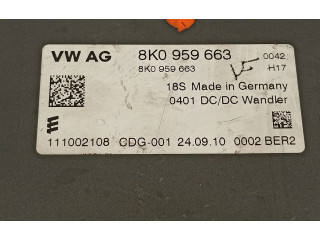 VW AG 8K0 959 663 0042
8K0 959 663 H17
18S Made in Germany
0401 DC/DC Wandler
111002108 CDG-001 24.09.10 0002 BER2